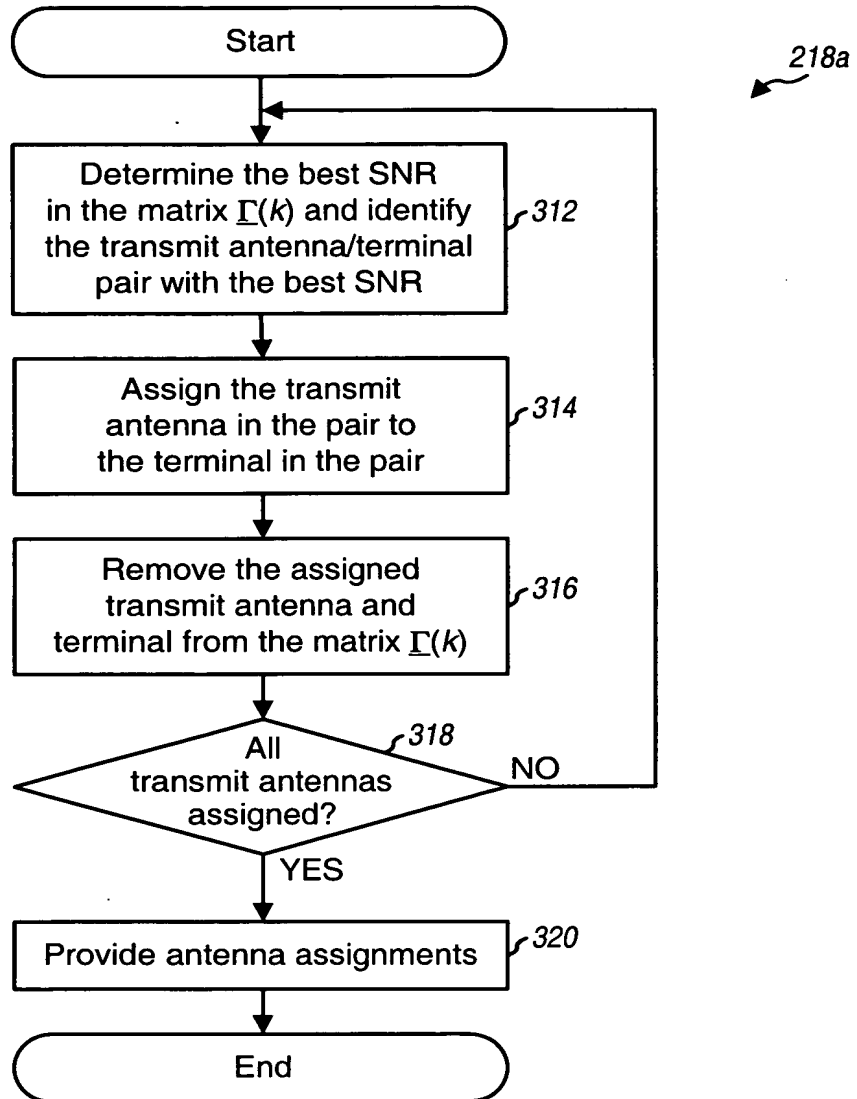 Start
218a
Determine the best SNR
in the matrix Γ(k) and identify
the transmit antenna/terminal
pair with the best SNR
312
Assign the transmit
antenna in the pair to
the terminal in the pair
314
Remove the assigned
transmit antenna and
terminal from the matrix Γ(k)
316
318
All
transmit antennas
assigned?
NO
YES
Provide antenna assignments
320
End